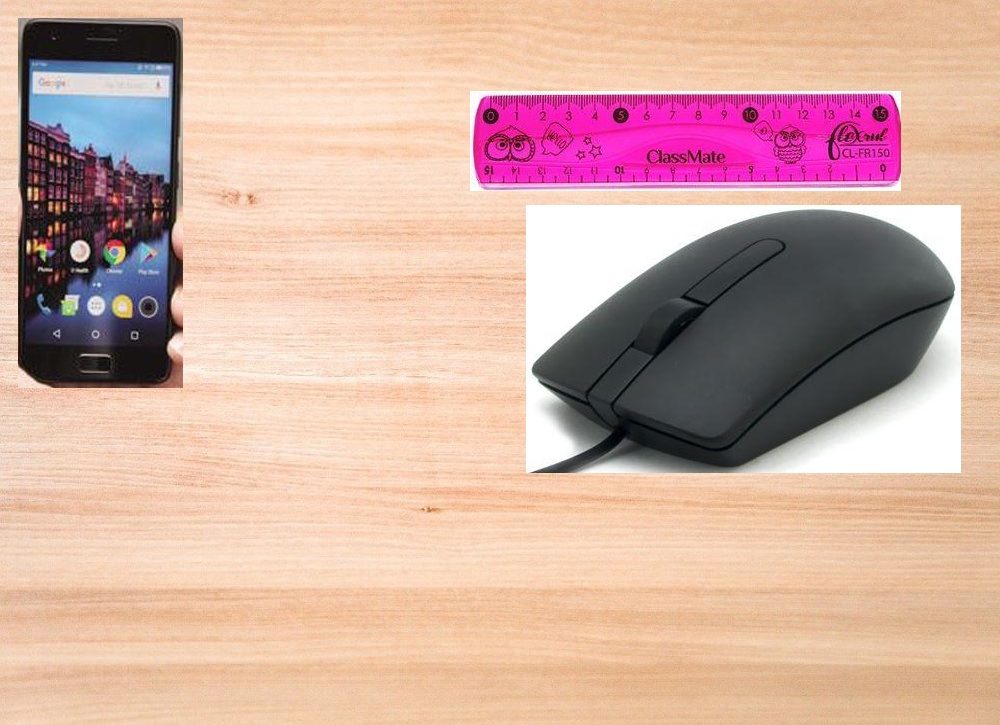 Google
Photos
Chrome
Play Store
0 1 2 3 4 5 6 7 8 9 10 11 12 13 14 15
HELLO
flexrul
ClassMate
CL-FR150
15 14 13 12 11 10 9 8 7 6 5 4 3 2 1 0